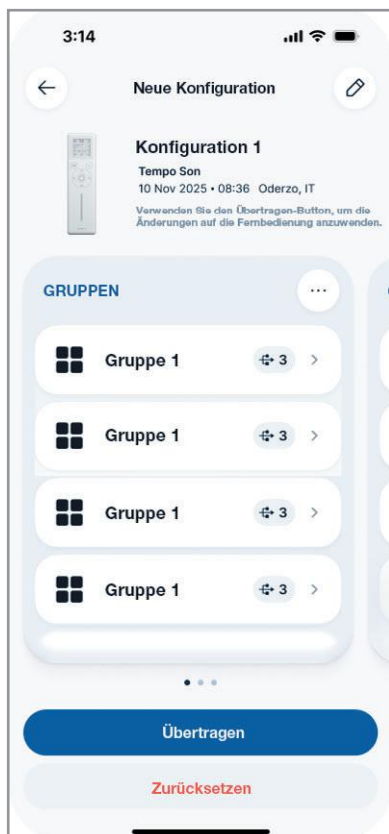 3:14
Neue Konfiguration
Konfiguration 1
Tempo Son
10 Nov 2025 • 08:36 Oderzo, IT
Verwenden Sie den Übertragen-Button, um die
Änderungen auf die Fernbedienung anzuwenden.
GRUPPEN
...
Gruppe 1 3
Gruppe 1 3
Gruppe 1 3
Gruppe 1 3
Übertragen
Zurücksetzen